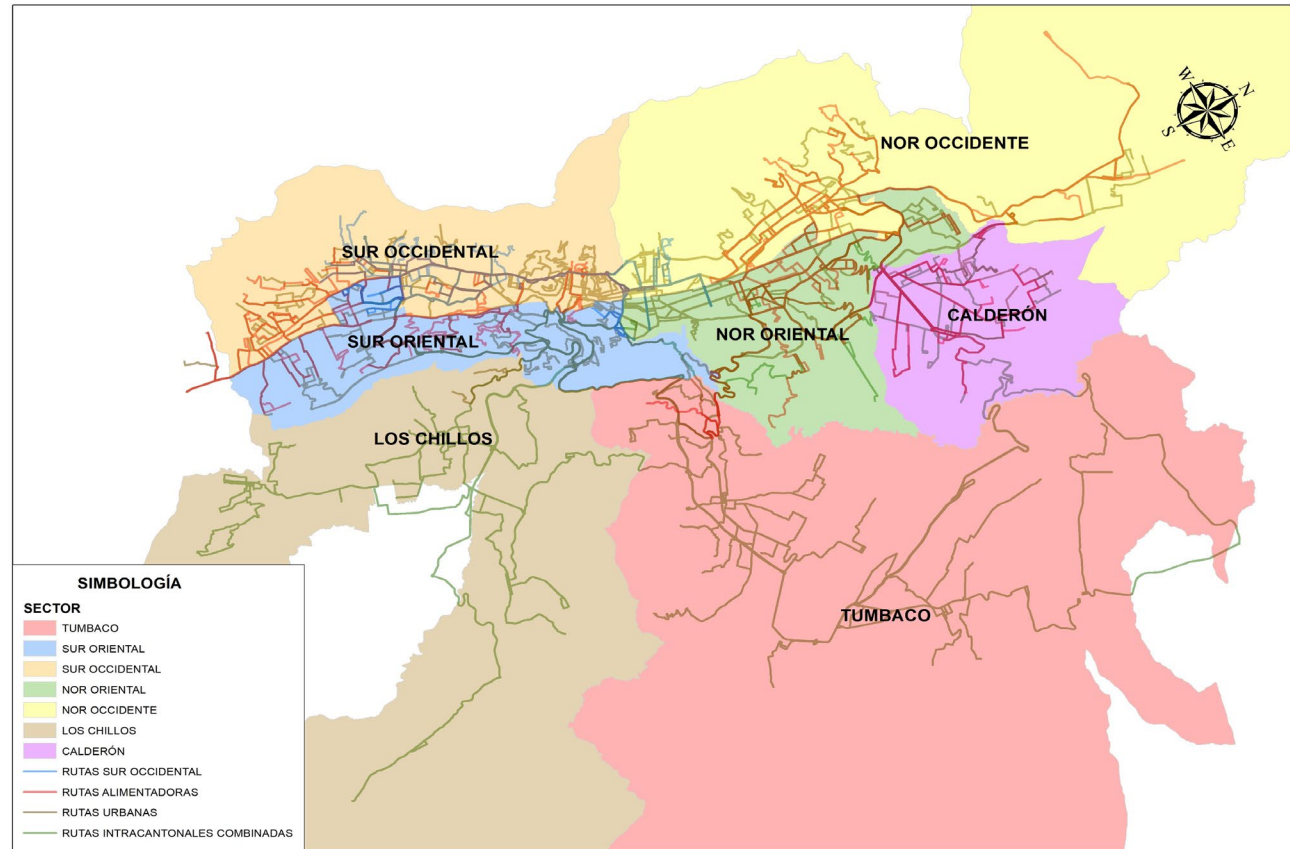 W
N
S
E
NOR OCCIDENTE
SUR OCCIDENTAL
CALDERÓN
NOR ORIENTAL
SUR ORIENTAL
LOS CHILLOS
TUMBACO
SIMBOLOGÍA
SECTOR
TUMBACO
SUR ORIENTAL
SUR OCCIDENTAL
NOR ORIENTAL
NOR OCCIDENTE
LOS CHILLOS
CALDERÓN
RUTAS SUR OCCIDENTAL
RUTAS ALIMENTADORAS
RUTAS URBANAS
RUTAS INTRACANTONALES COMBINADAS